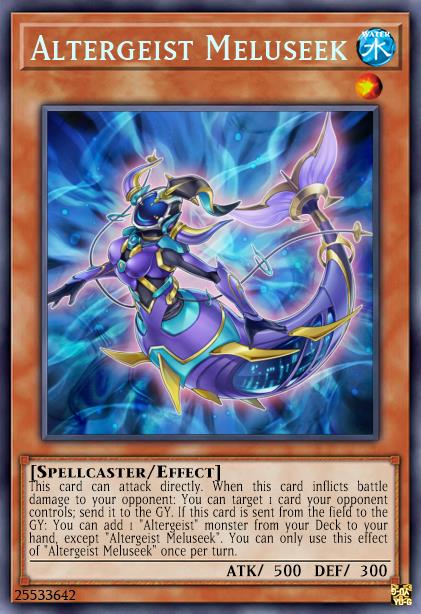 Altergeist Meluseek
WATER
水
[Spellcaster/Effect]
This card can attack directly. When this card inflicts battle
damage to your opponent: You can target 1 card your opponent
controls; send it to the GY. If this card is sent from the field to the
GY: You can add 1 "Altergeist" monster from your Deck to your
hand, except "Altergeist Meluseek". You can only use this effect
of "Altergeist Meluseek" once per turn.
ATK/ 500 DEF/ 300
25533642